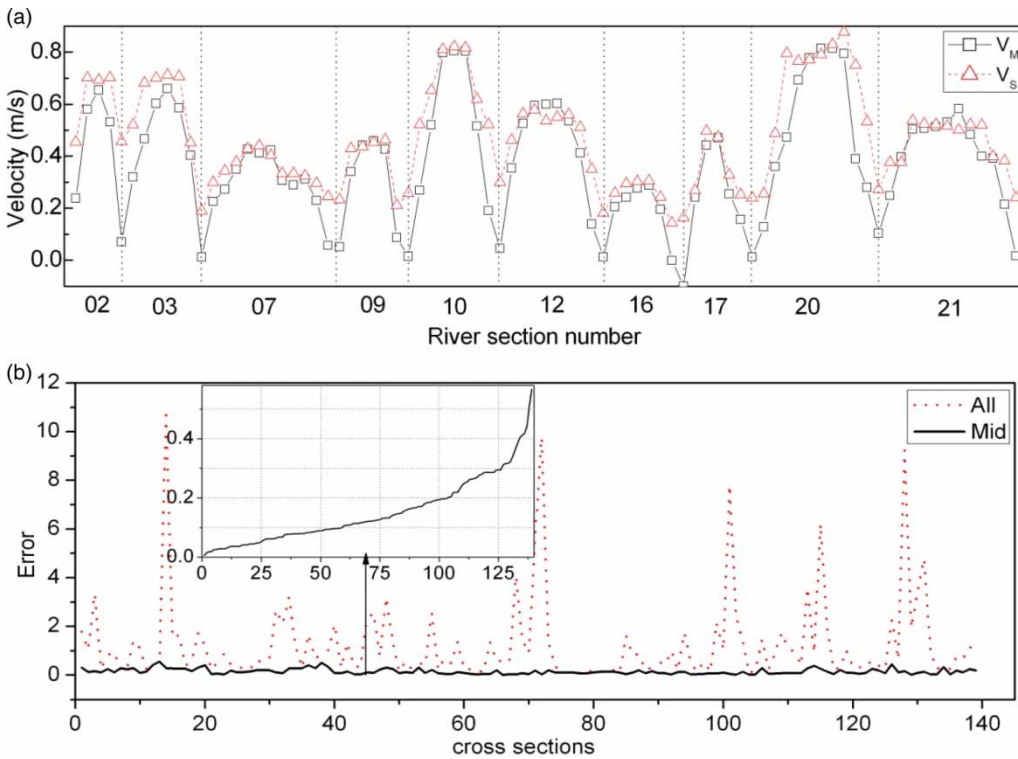 (a)
0.8
0.6
0.4
0.2
0.0
Velocity (m/s)
V_M
V_S
02 03 07 09 10 12 16 17 20 21
River section number
(b)
12
10
8
6
4
2
0
Error
All
Mid
0.4
0.2
0.0
0 25 50 75 100 125
0 20 40 60 80 100 120 140
cross sections